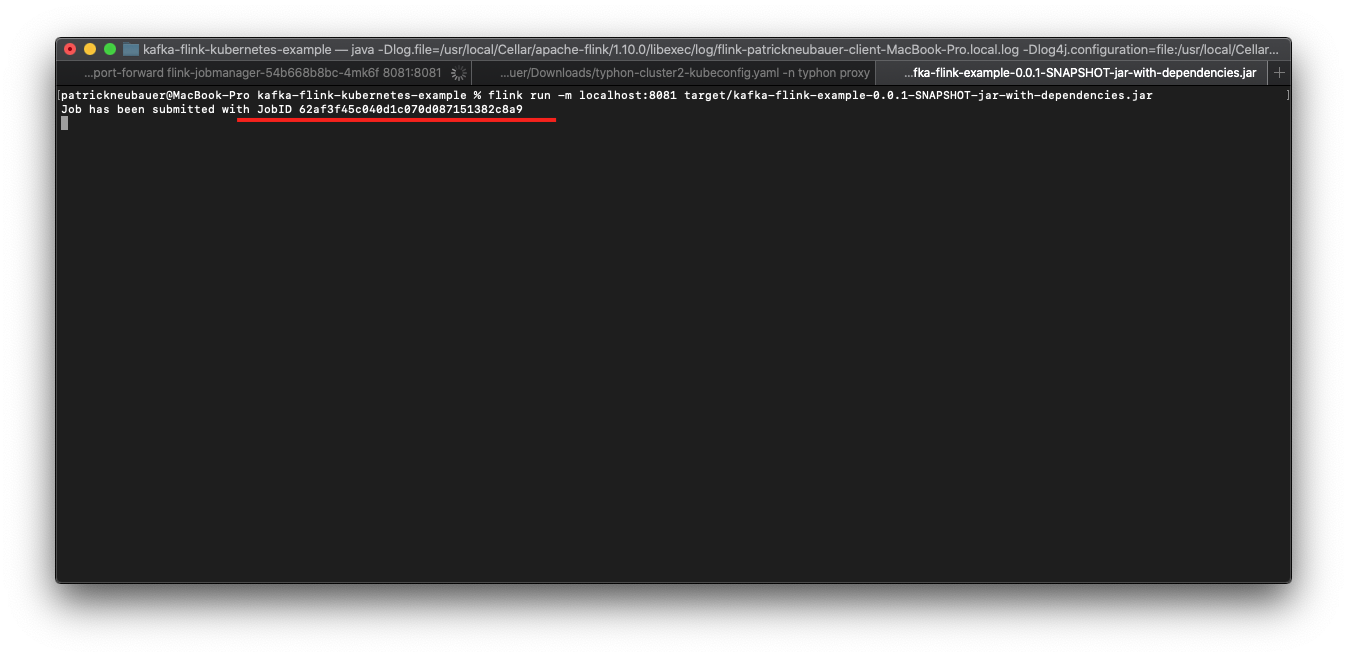 kafka-flink-kubernetes-example — java -Dlog.file=/usr/local/Cellar/apache-flink/1.10.0/libexec/log/flink-patrickneubauer-client-MacBook-Pro.local.log -Dlog4j.configuration=file:/usr/local/Cellar...
...port-forward flink-jobmanager-54b668b8bc-4mk6f 8081:8081 ...uer/Downloads/typhon-cluster2-kubeconfig.yaml -n typhon proxy ...fka-flink-example-0.0.1-SNAPSHOT-jar-with-dependencies.jar +
[patrickneubauer@MacBook-Pro kafka-flink-kubernetes-example % flink run -m localhost:8081 target/kafka-flink-example-0.0.1-SNAPSHOT-jar-with-dependencies.jar ]
Job has been submitted with JobID 62af3f45c040d1c070d087151382c8a9